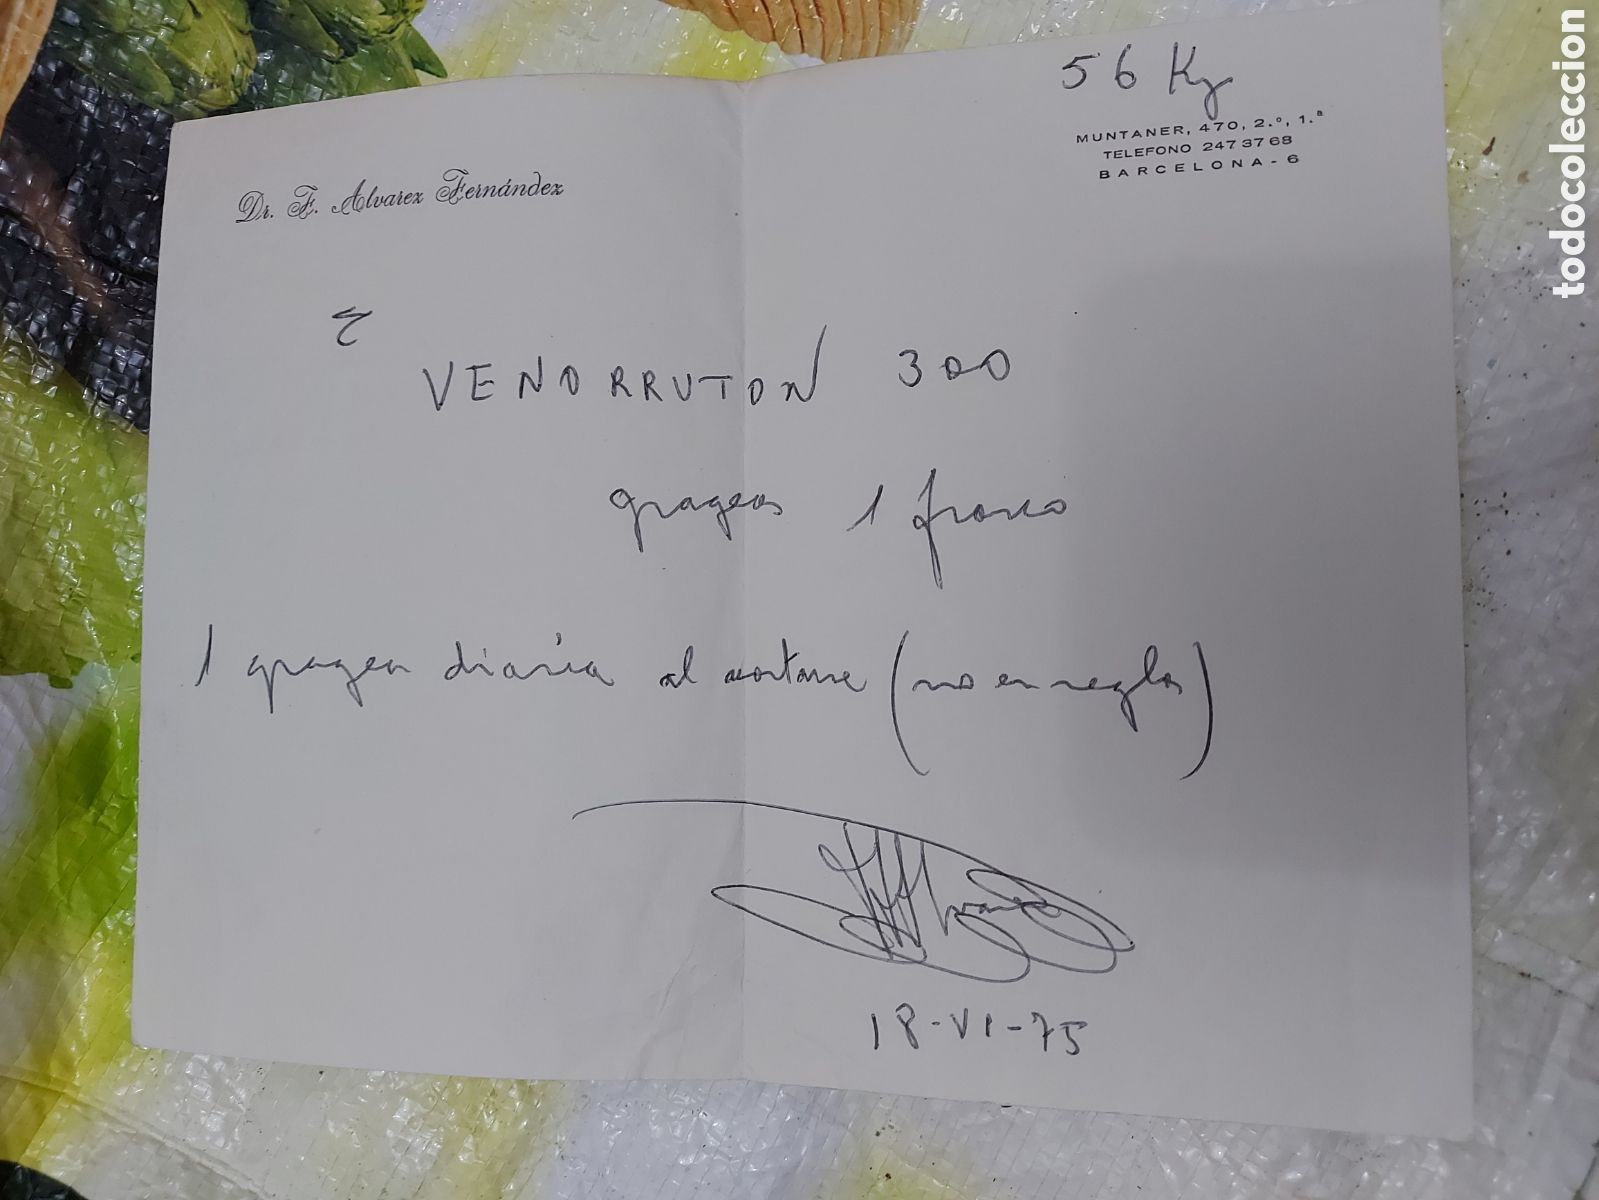 56 Kg
MUNTANER, 470, 2.º, 1.ª
TELEFONO 247 37 68
BARCELONA - 6
Dr. F. Alvarez Fernández
VENORRUTON 300
grageas 1 frasco
1 gragea diaria al acostarse (no en reglas)
18-VI-75
todocoleccion